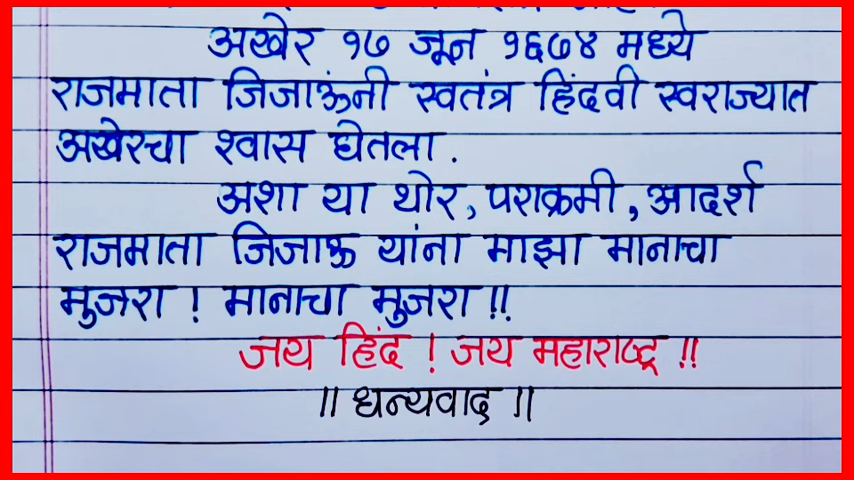 अखेर १७ जून १६७४ मध्ये
राजमाता जिजाऊंनी स्वतंत्र हिंदवी स्वराज्यात
अखेरचा श्वास घेतला.
अशा या थोर, पराक्रमी, आदर्श
राजमाता जिजाऊ यांना माझा मानाचा
मुजरा ! मानाचा मुजरा !!
जय हिंद ! जय महाराष्ट्र !!
॥ धन्यवाद ॥